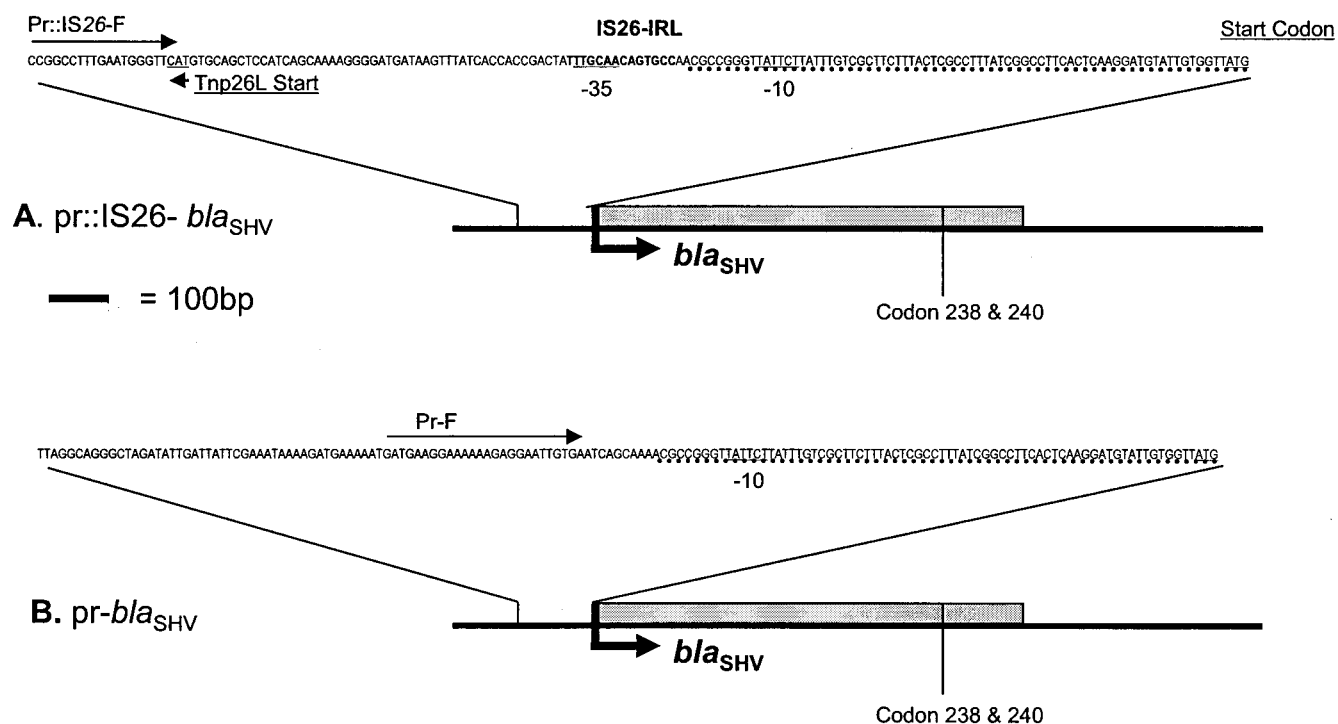 Pr::IS26-F
IS26-IRL
Start Codon
CCGGCCTTTGAATGGGTTCATGTGCAGCTCCATCAGCAAAAGGGGATGATAAGTTTATCACCACCGACTATTTGCAACAGTGCCAACGCCGGGTTATTCTTATTTGTCGCTTCTTTACTCGCCTTTATCGGCCTTCACTCAAGGATGTATTGTGGTTATG
Tnp26L Start
-35
-10
A. pr::IS26- blaSHV
blaSHV
= 100bp
Codon 238 & 240
Pr-F
TTAGGCAGGGCTAGATATTGATTATTCGAAATAAAAGATGAAAAATGATGAAGGAAAAAAGAGGAATTGTGAATCAGCAAAACGCCGGGTTATTCTTATTTGTCGCTTCTTTACTCGCCTTTATCGGCCTTCACTCAAGGATGTATTGTGGTTATG
-10
B. pr-blaSHV
blaSHV
Codon 238 & 240